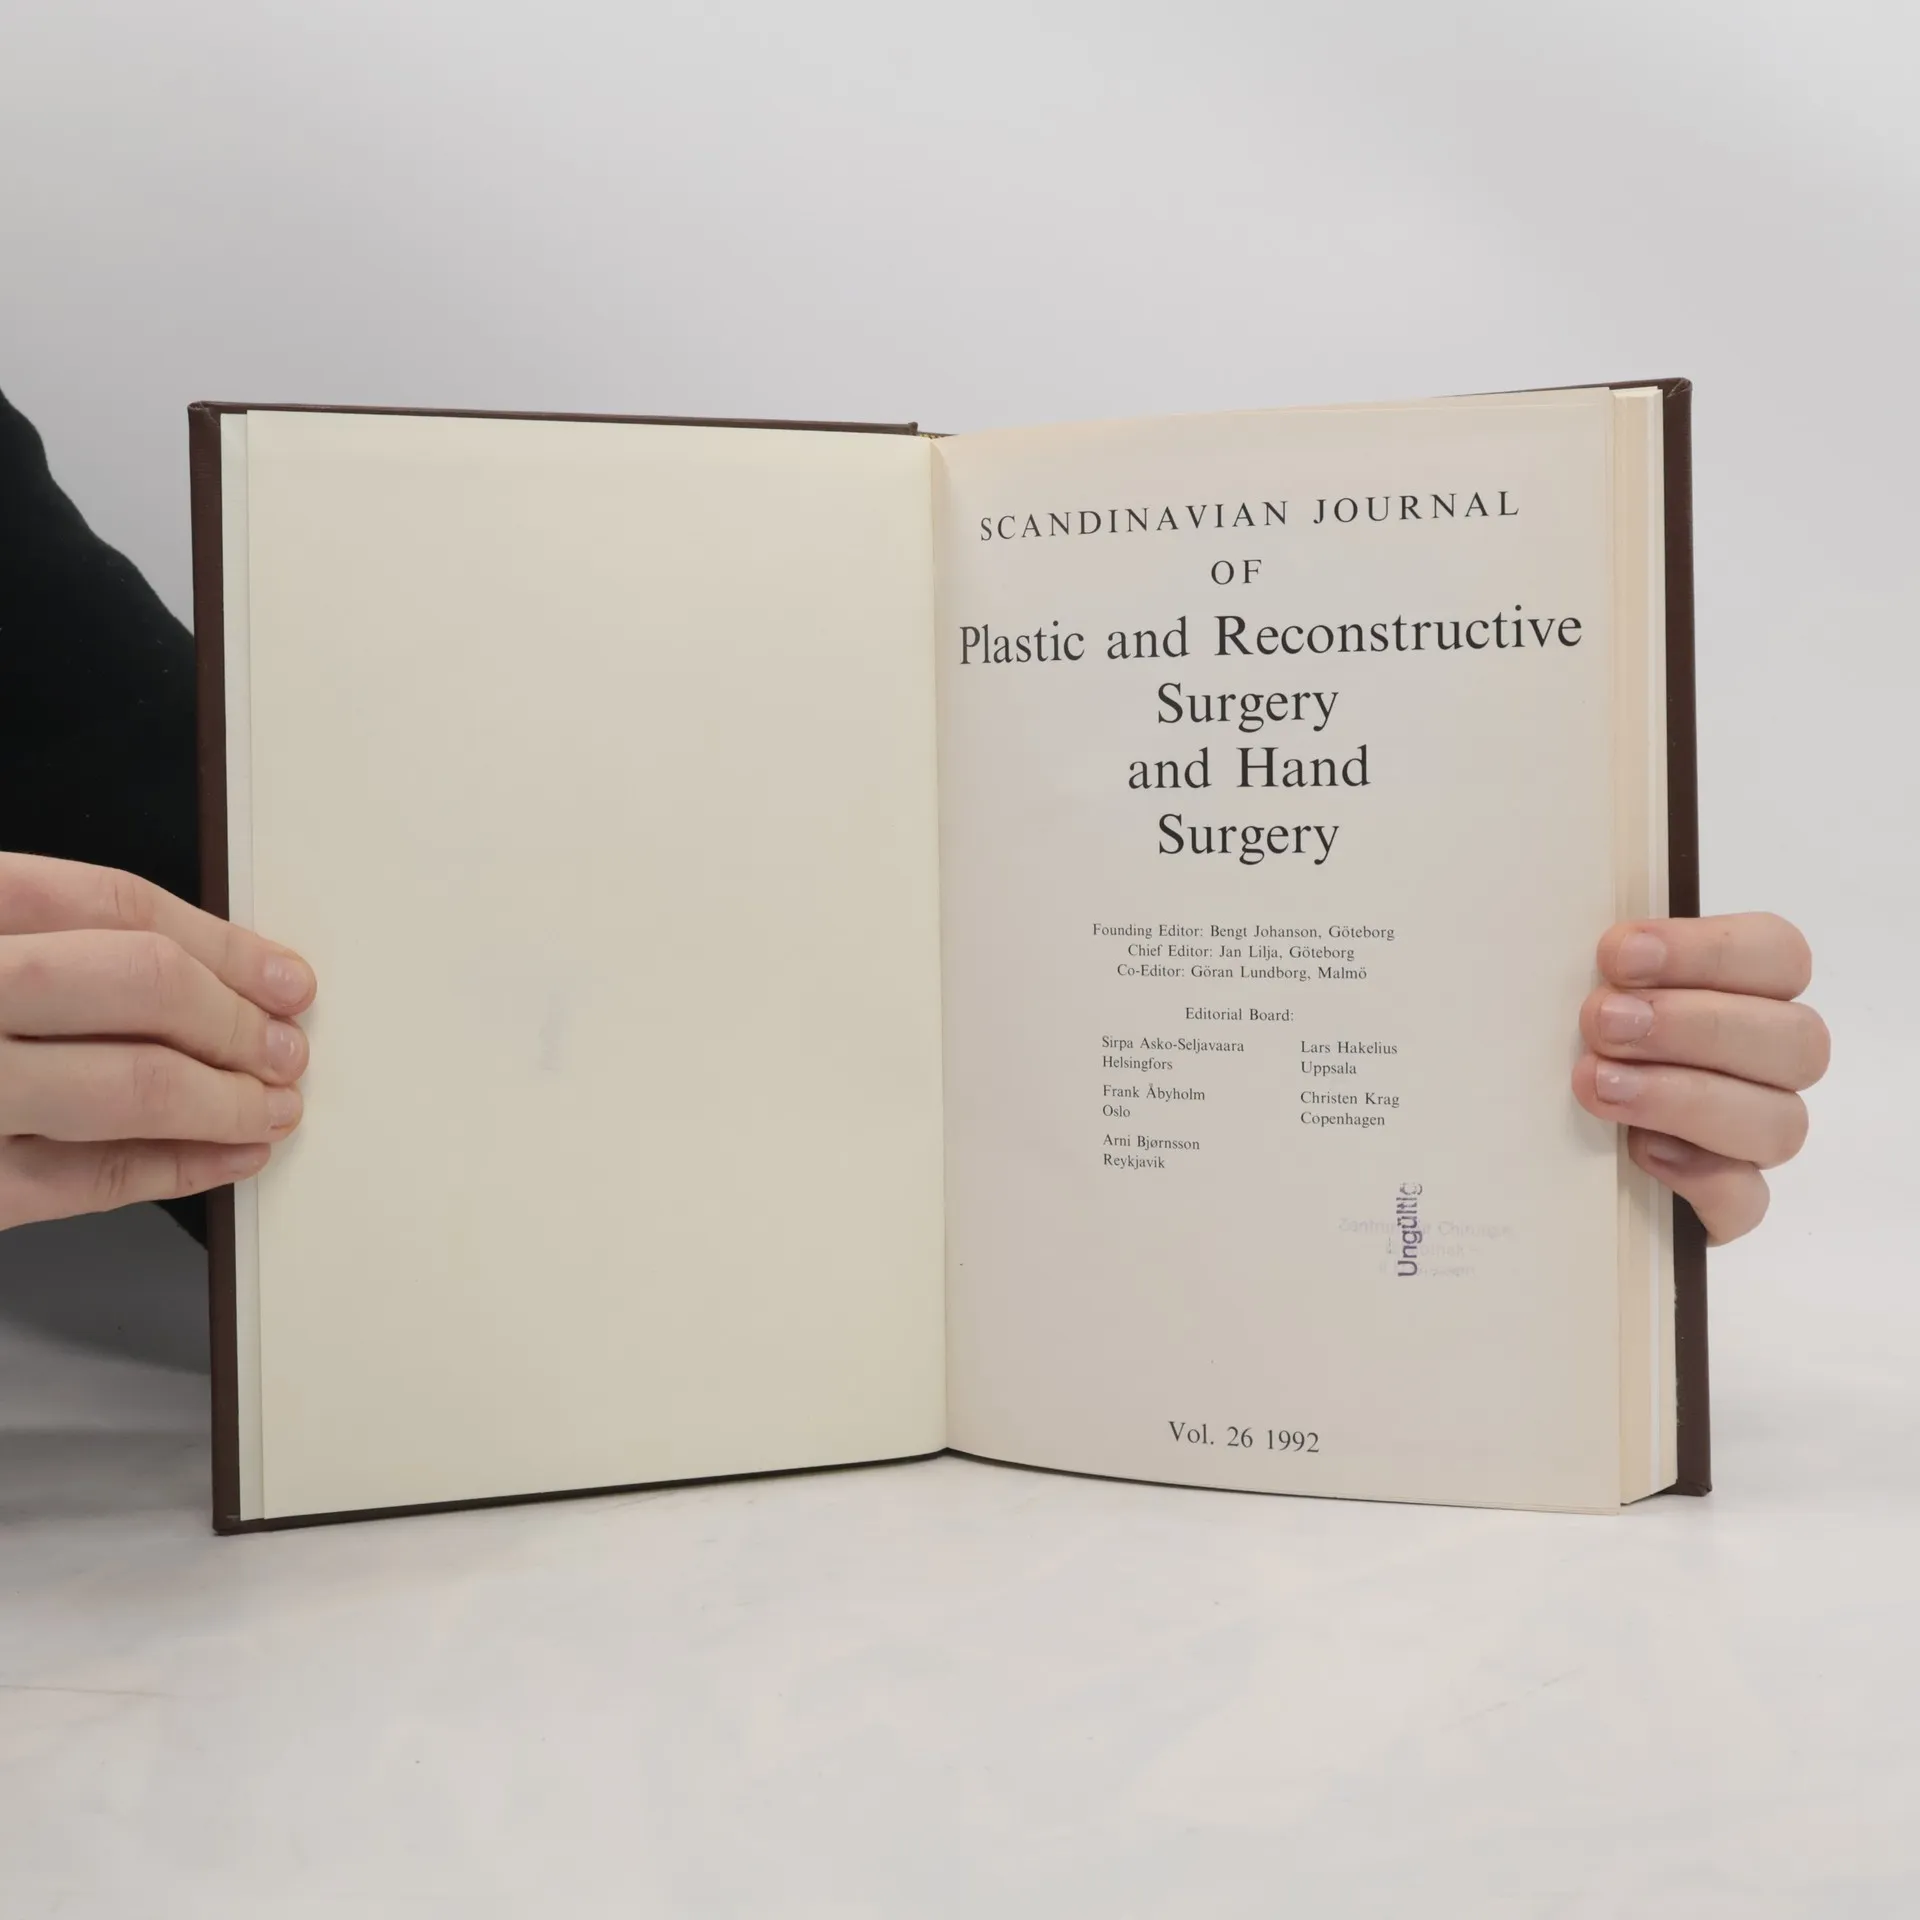 SCANDINAVIAN JOURNAL
OF
Plastic and Reconstructive
Surgery
and Hand
Surgery
Founding Editor: Bengt Johanson, Göteborg
Chief Editor: Jan Lilja, Göteborg
Co-Editor: Göran Lundborg, Malmö
Editorial Board:
Sirpa Asko-Seljavaara
Helsingfors
Frank Åbyholm
Oslo
Arni Bjørnsson
Reykjavik
Lars Hakelius
Uppsala
Christen Krag
Copenhagen
Ungültig
Vol. 26 1992